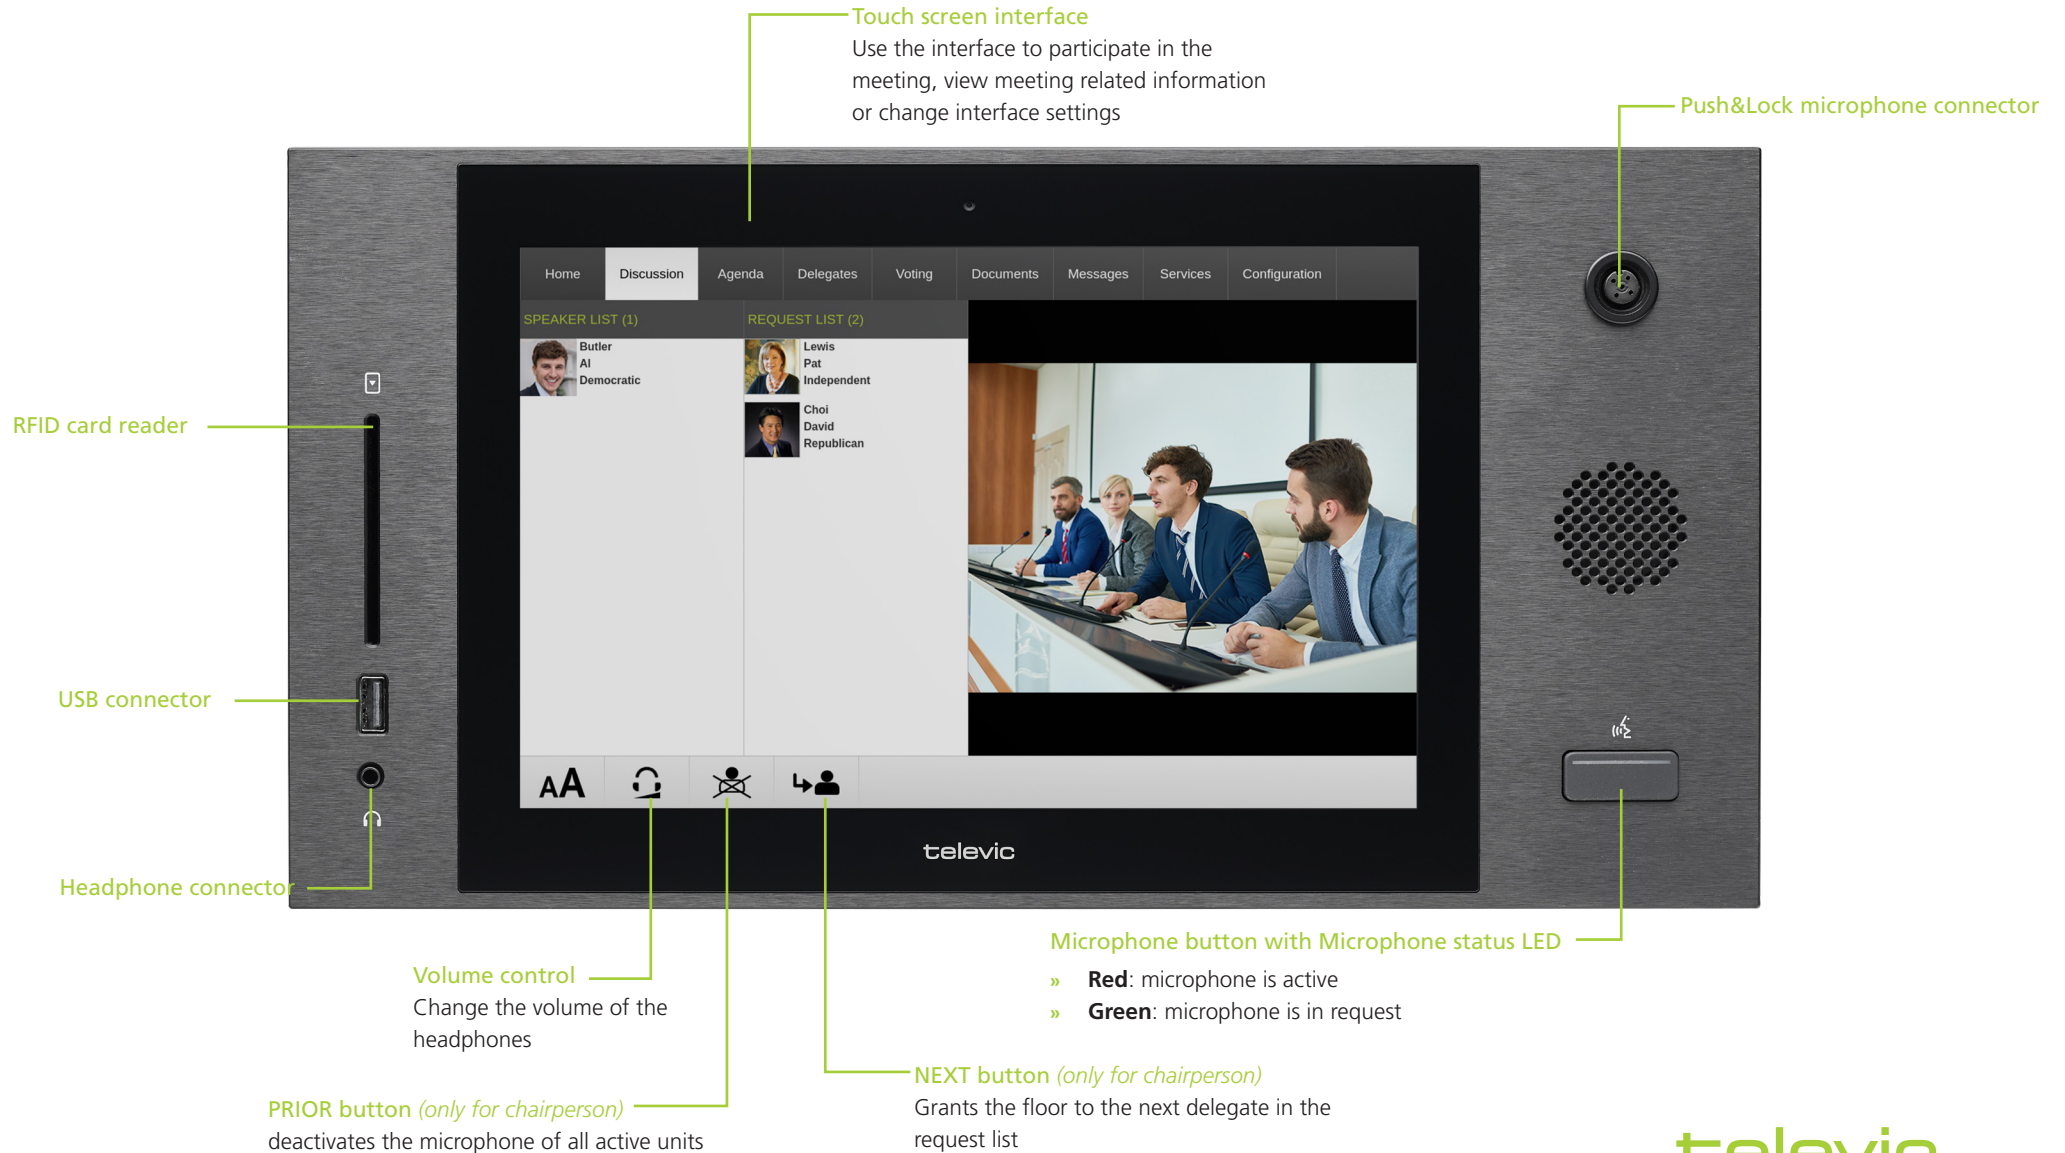 Touch screen interface
Use the interface to participate in the
meeting, view meeting related information
or change interface settings
Push&Lock microphone connector
Home Discussion Agenda Delegates Voting Documents Messages Services Configuration
SPEAKER LIST (1)
REQUEST LIST (2)
Butler
Al
Democratic
Lewis
Pat
Independent
Choi
David
Republican
RFID card reader
USB connector
Headphone connector
AA
televic
Microphone button with Microphone status LED
» Red: microphone is active
» Green: microphone is in request
Volume control
Change the volume of the
headphones
NEXT button (only for chairperson)
Grants the floor to the next delegate in the
request list
PRIOR button (only for chairperson)
deactivates the microphone of all active units
televic